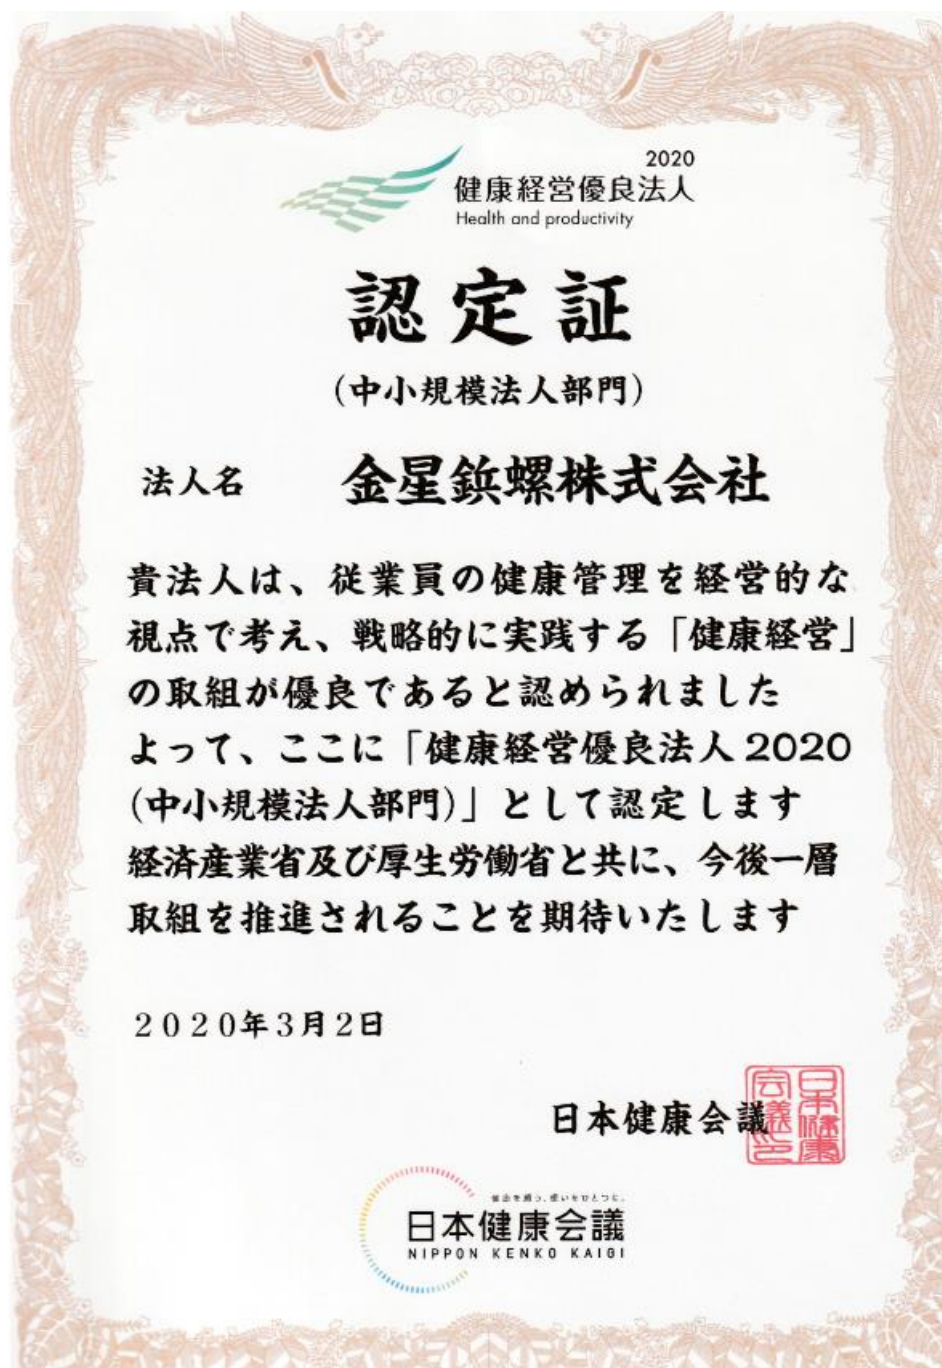 2020
健康経営優良法人
Health and productivity
認定証
(中小規模法人部門)
法人名 金星鋲螺株式会社
貴法人は、従業員の健康管理を経営的な
視点で考え、戦略的に実践する「健康経営」
の取組が優良であると認められました
よって、ここに「健康経営優良法人2020
(中小規模法人部門)」として認定します
経済産業省及び厚生労働省と共に、今後一層
取組を推進されることを期待いたします
2020年3月2日
日本健康会議
日本健康
会議之印
日本健康会議
NIPPON KENKO KAIGI